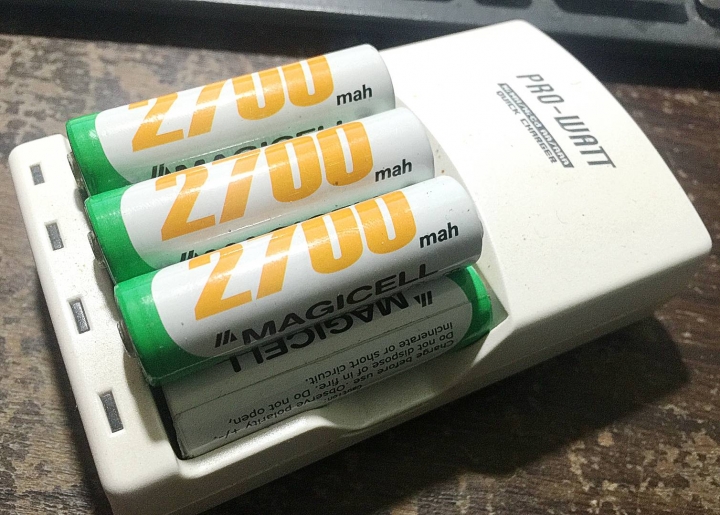 2700 mah
2700 mah
2700 mah
MAGICELL
MAGICELL
Charge before use. Observe polarity +/-,
Do not dispose of in fire. Do not open,
incinerate or short circuit.
PRO-WATT
QUICK CHARGER